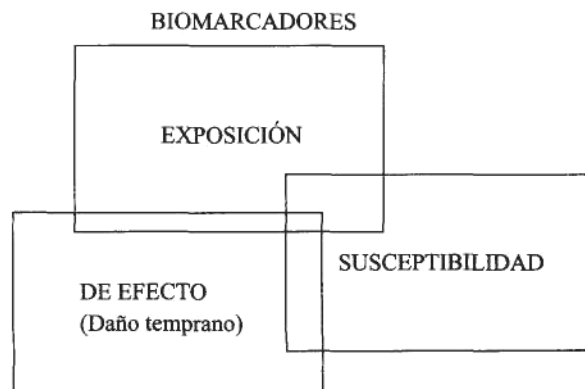 BIOMARCADORES
EXPOSICIÓN
SUSCEPTIBILIDAD
DE EFECTO
(Daño temprano)